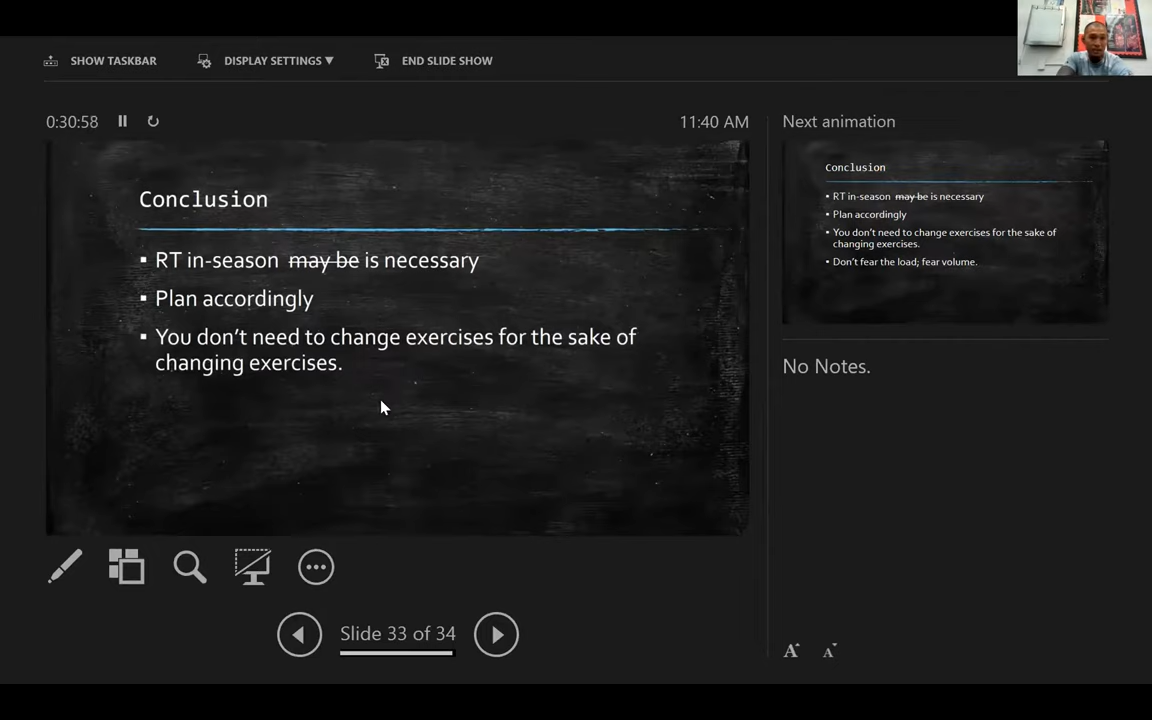 SHOW TASKBAR
DISPLAY SETTINGS ▼
END SLIDE SHOW
0:30:58
11:40 AM
Conclusion
▪ RT in-season may be is necessary
▪ Plan accordingly
▪ You don't need to change exercises for the sake of
changing exercises.
Slide 33 of 34
Next animation
Conclusion
▪ RT in-season may be is necessary
▪ Plan accordingly
▪ You don't need to change exercises for the sake of
changing exercises.
▪ Don't fear the load; fear volume.
No Notes.
A A